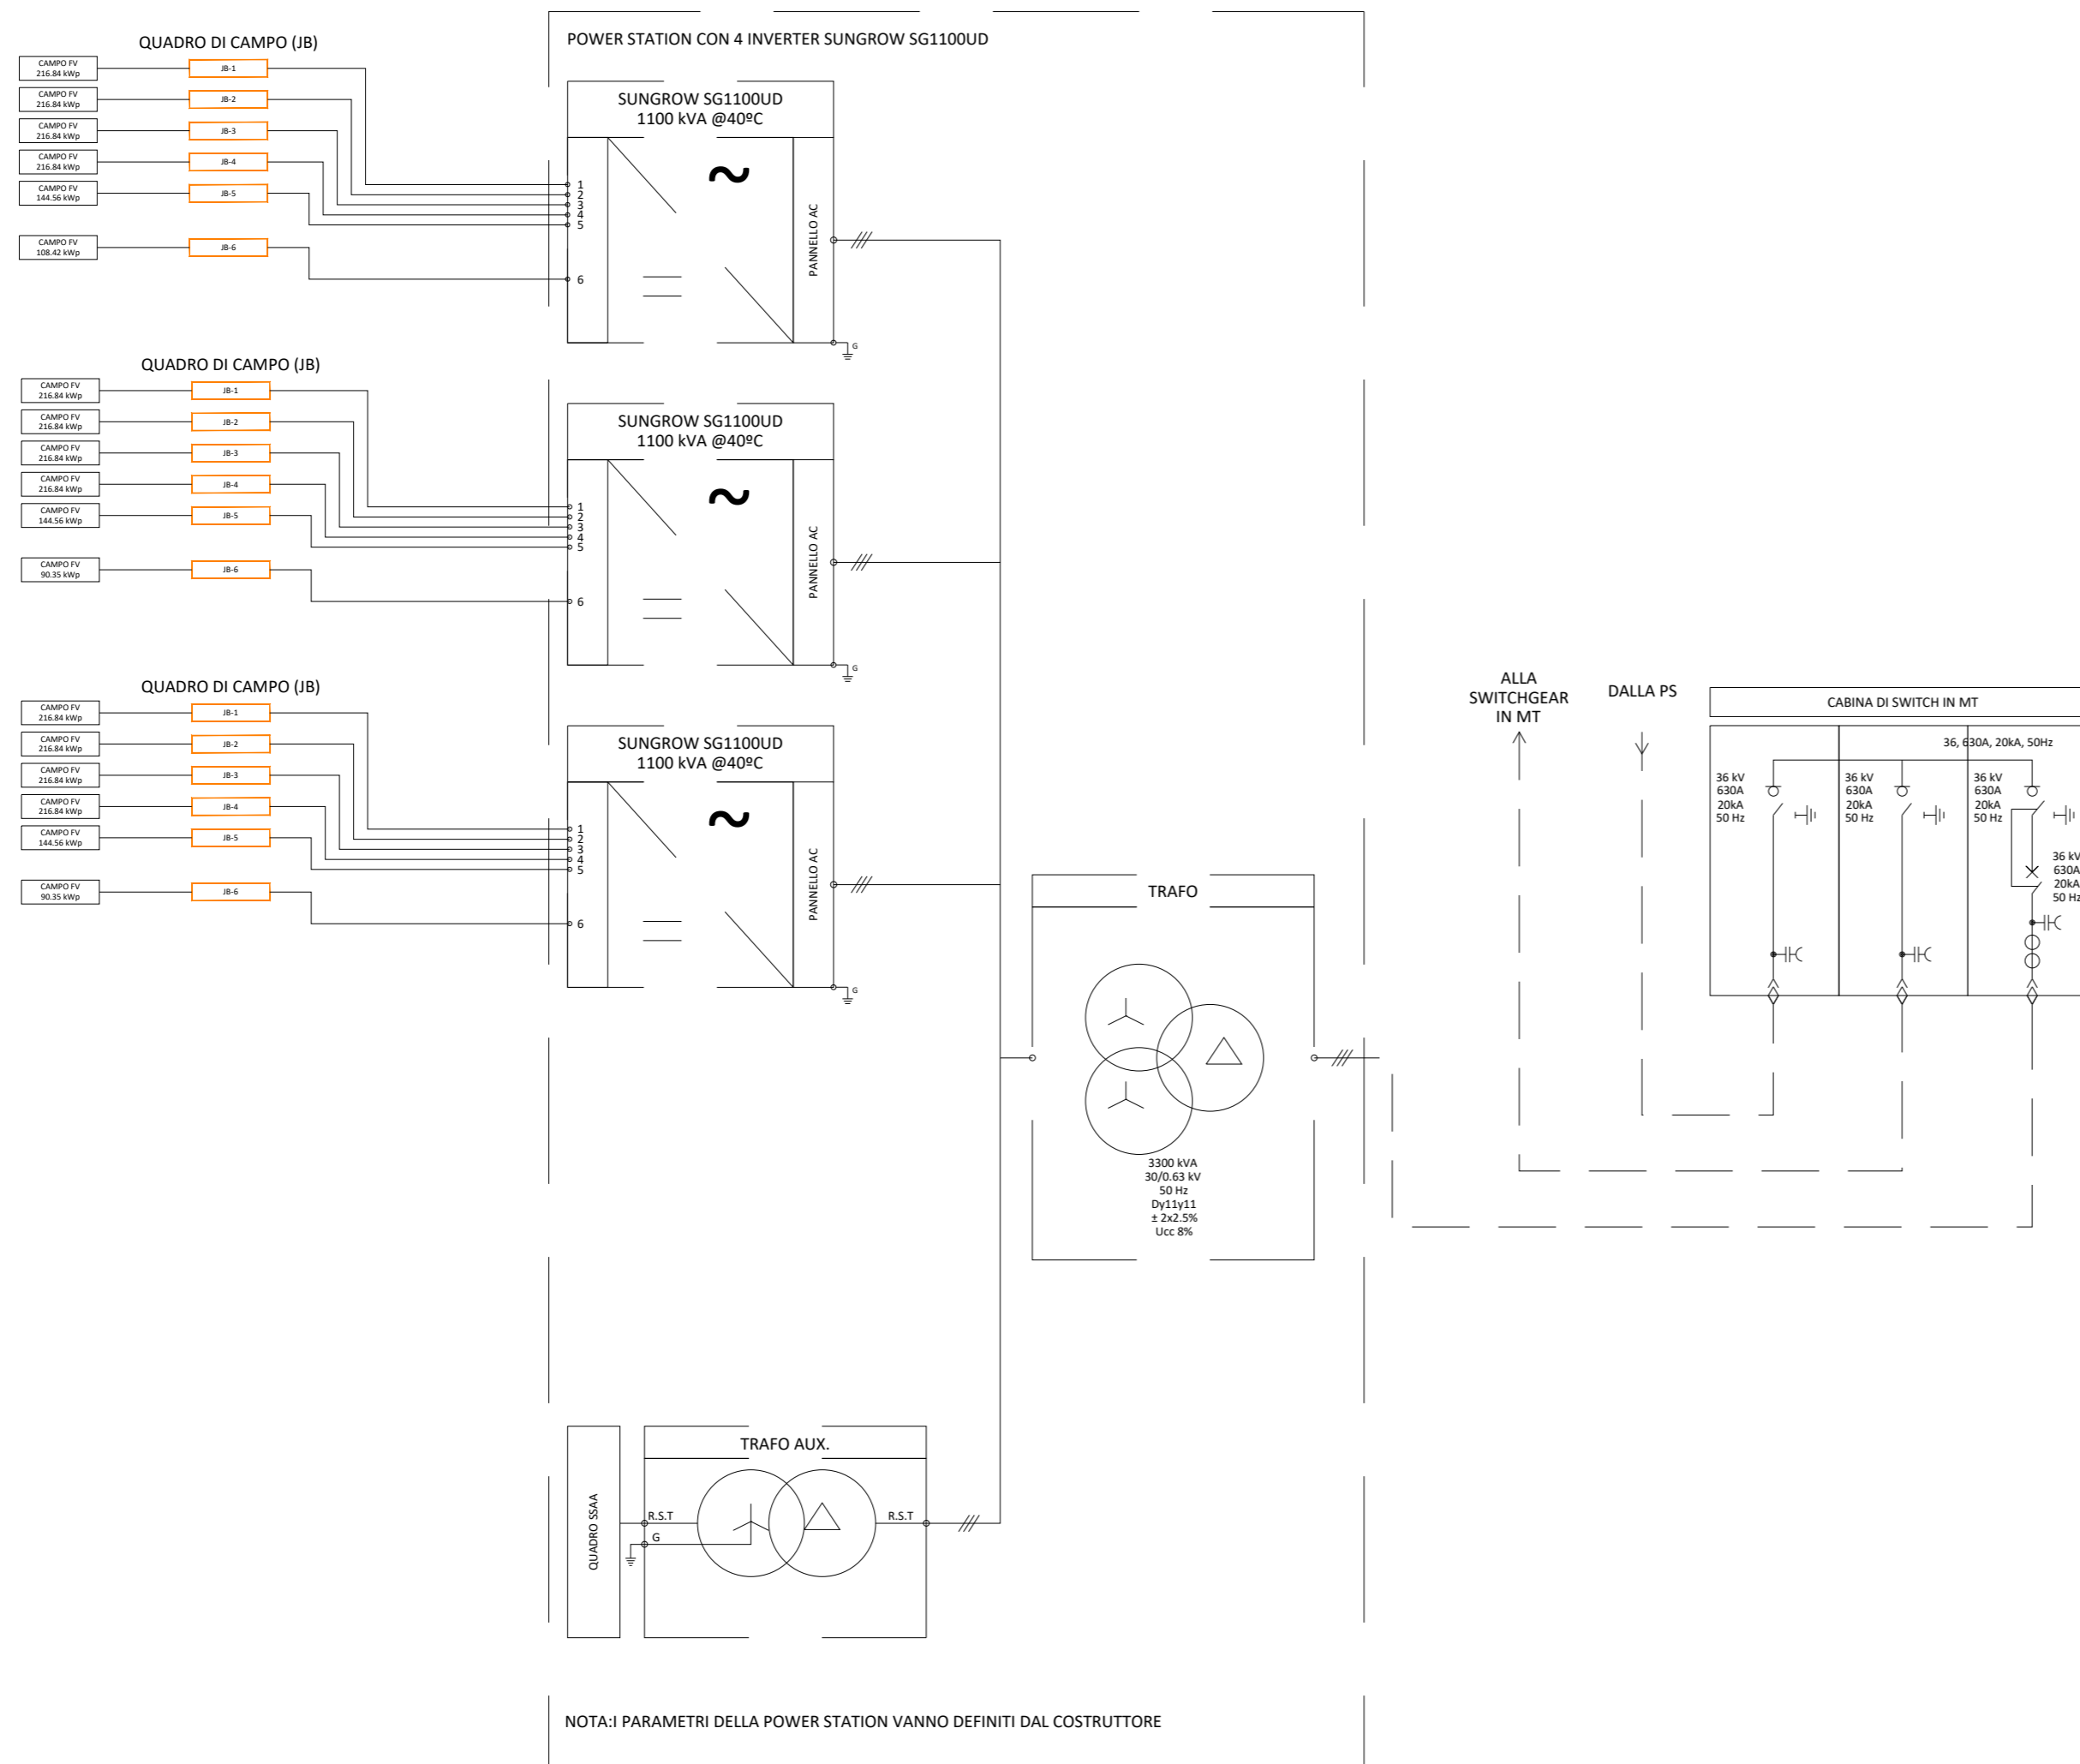 POWER STATION CON 4 INVERTER SUNGROW SG1100UD
QUADRO DI CAMPO (JB)
CAMPO FV
216.84 kWp
JB-1
CAMPO FV
216.84 kWp
JB-2
CAMPO FV
216.84 kWp
JB-3
CAMPO FV
216.84 kWp
JB-4
CAMPO FV
144.56 kWp
JB-5
CAMPO FV
108.42 kWp
JB-6
SUNGROW SG1100UD
1100 kVA @40ºC
1
2
3
4
5
6
~
PANNELLO AC
G
QUADRO DI CAMPO (JB)
CAMPO FV
216.84 kWp
JB-1
CAMPO FV
216.84 kWp
JB-2
CAMPO FV
216.84 kWp
JB-3
CAMPO FV
216.84 kWp
JB-4
CAMPO FV
144.56 kWp
JB-5
CAMPO FV
90.35 kWp
JB-6
SUNGROW SG1100UD
1100 kVA @40ºC
1
2
3
4
5
6
~
PANNELLO AC
G
QUADRO DI CAMPO (JB)
CAMPO FV
216.84 kWp
JB-1
CAMPO FV
216.84 kWp
JB-2
CAMPO FV
216.84 kWp
JB-3
CAMPO FV
216.84 kWp
JB-4
CAMPO FV
144.56 kWp
JB-5
CAMPO FV
90.35 kWp
JB-6
SUNGROW SG1100UD
1100 kVA @40ºC
1
2
3
4
5
6
~
PANNELLO AC
G
TRAFO
3300 kVA
30/0.63 kV
50 Hz
Dy11y11
± 2x2.5%
Ucc 8%
ALLA
SWITCHGEAR
IN MT
DALLA PS
CABINA DI SWITCH IN MT
36, 630A, 20kA, 50Hz
36 kV
630A
20kA
50 Hz
36 kV
630A
20kA
50 Hz
36 kV
630A
20kA
50 Hz
36 kV
630A
20kA
50 Hz
QUADRO SSAA
TRAFO AUX.
R.S.T
G
R.S.T
NOTA:I PARAMETRI DELLA POWER STATION VANNO DEFINITI DAL COSTRUTTORE